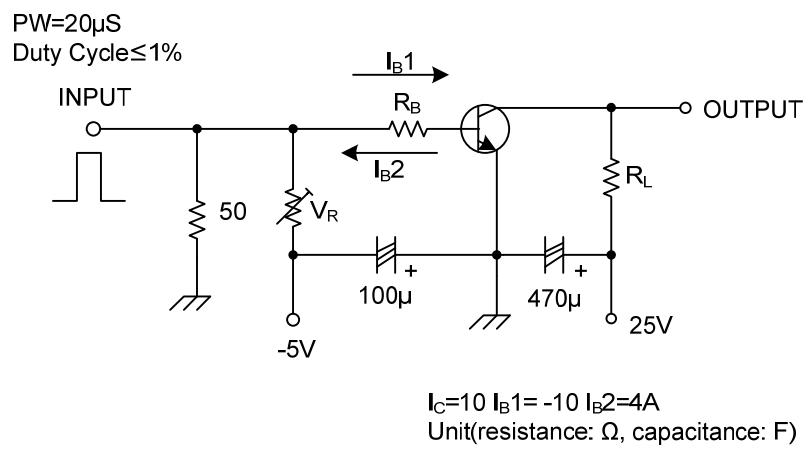 PW=20μS
Duty Cycle≤1%
INPUT
IB1
RB
OUTPUT
IB2
RL
50
VR
+
100μ
+
470μ
-5V
25V
IC=10 IB1= -10 IB2=4A
Unit(resistance: Ω, capacitance: F)